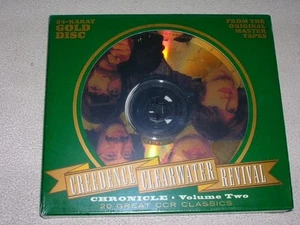 24-KARAT
GOLD
DISC
FROM THE
ORIGINAL
MASTER
TAPES
CREEDENCE CLEARWATER REVIVAL
CHRONICLE • Volume Two
20 GREAT CCR CLASSICS